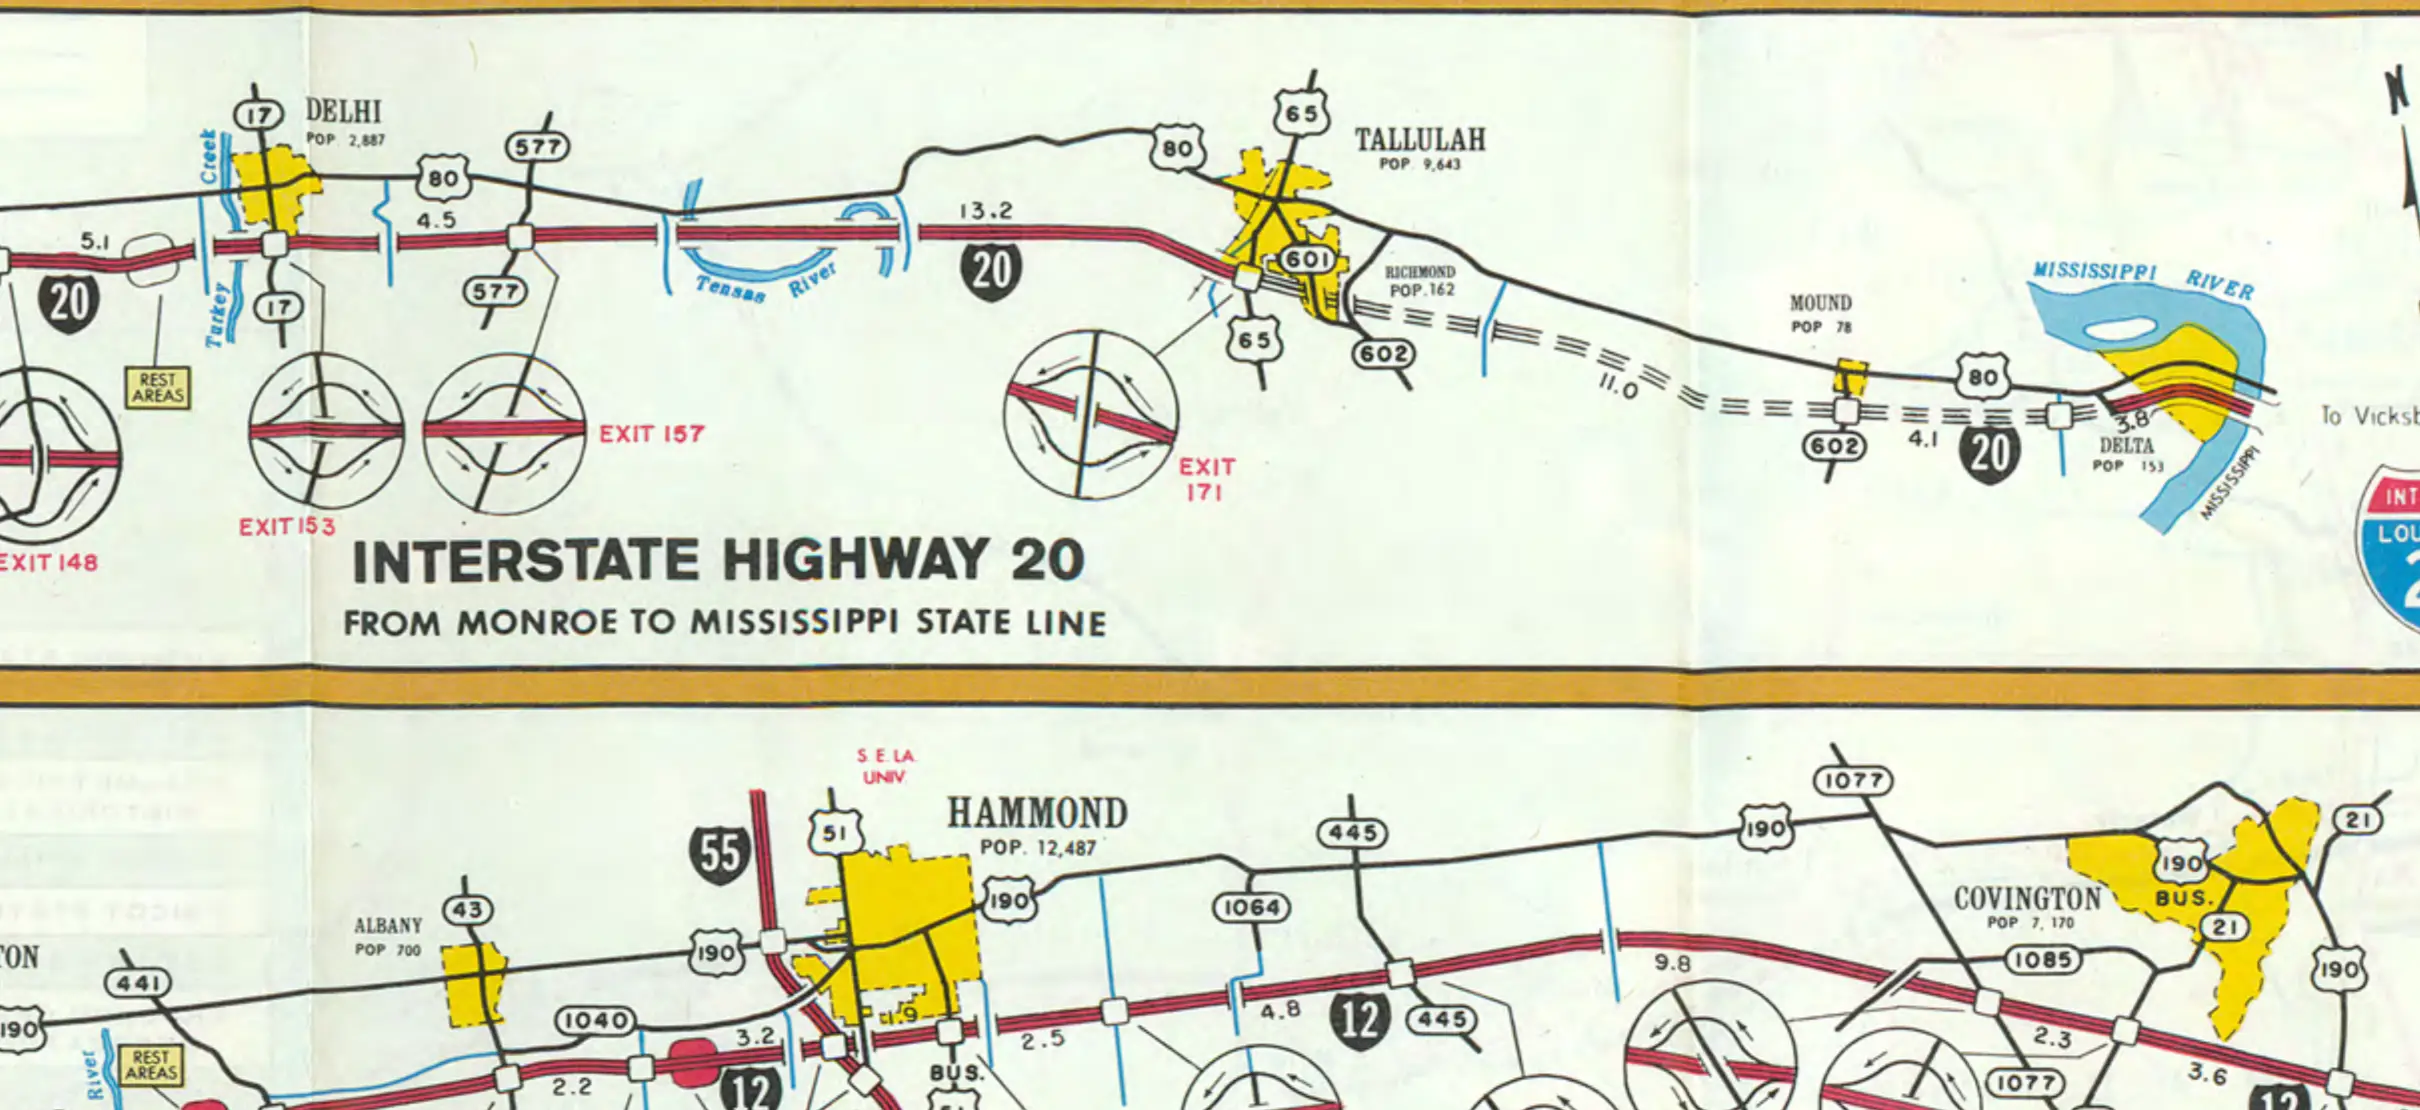 17
DELHI
POP. 2,887
Creek
80
4.5
577
5.1
20
Turkey
17
577
REST
AREAS
EXIT 148
EXIT 153
EXIT 157
Tensas River
13.2
20
80
65
TALLULAH
POP. 9,643
601
RICHMOND
POP. 162
65
602
EXIT
171
11.0
MOUND
POP 78
602
80
4.1
20
MISSISSIPPI RIVER
3.8
DELTA
POP 153
MISSISSIPPI
N
To
INTERSTATE HIGHWAY 20
FROM MONROE TO MISSISSIPPI STATE LINE
S. E. LA.
UNIV.
55
51
HAMMOND
POP. 12,487
190
ALBANY
POP 700
43
190
441
190
River
REST
AREAS
1040
2.2
3.2
12
1.9
BUS.
51
2.5
1064
445
4.8
12
445
190
1077
9.8
COVINGTON
POP. 7,170
190
BUS.
21
21
190
1085
2.3
1077
3.6
12